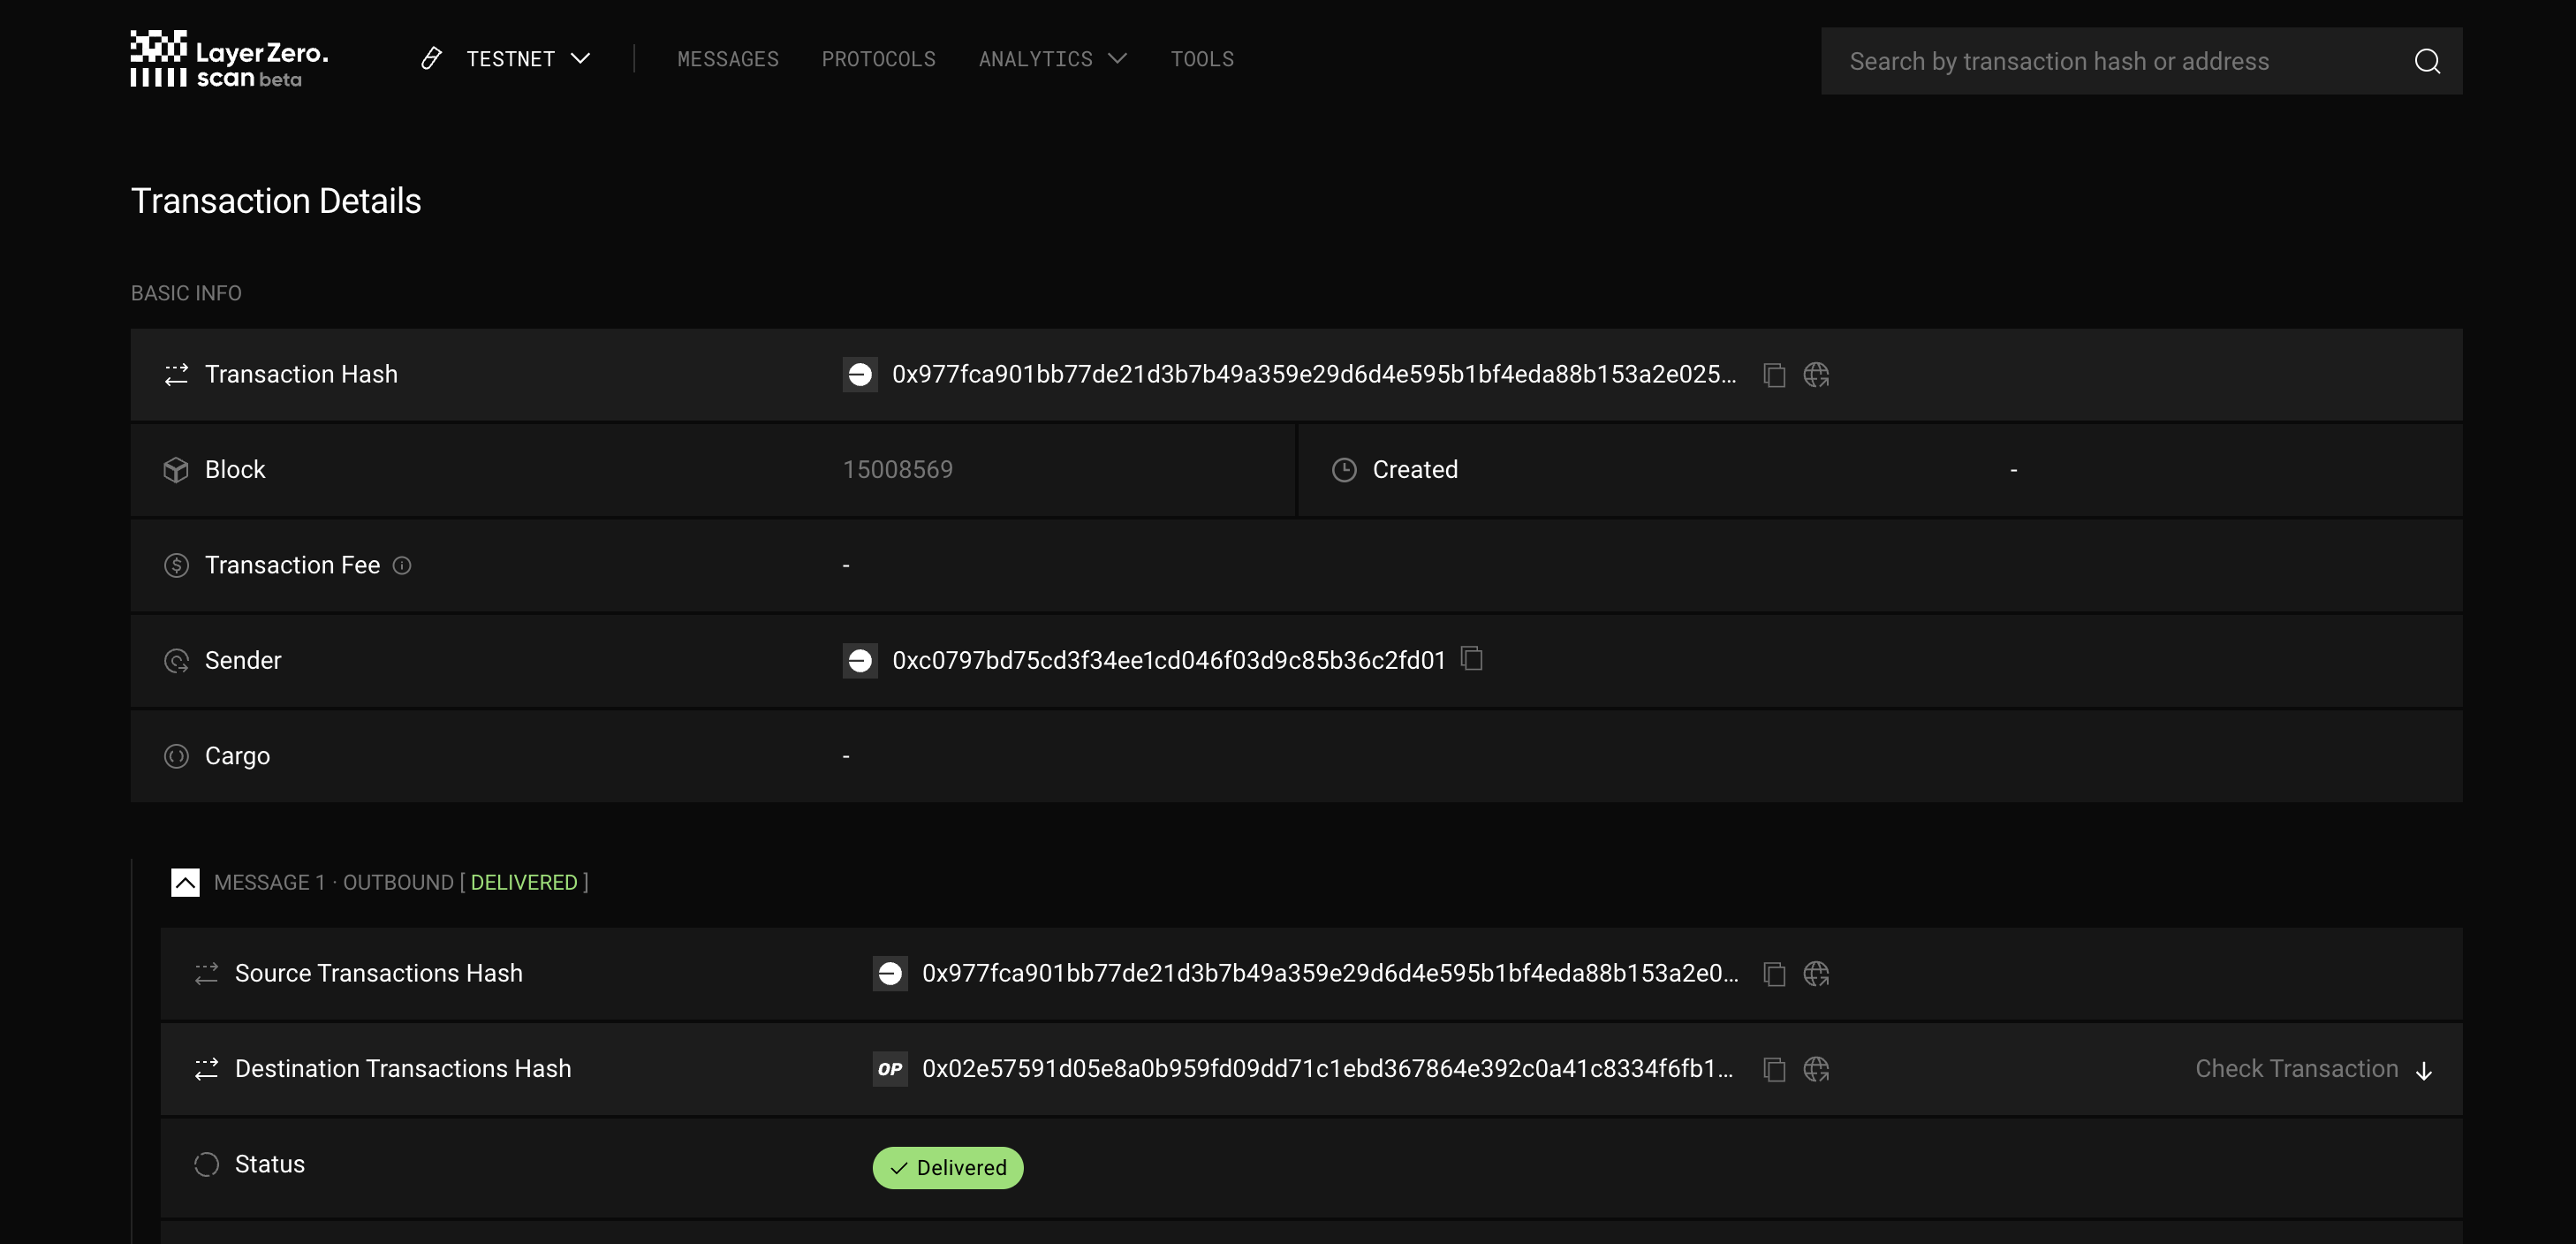 LayerZero.
scan beta
TESTNET
MESSAGES
PROTOCOLS
ANALYTICS
TOOLS
Search by transaction hash or address
Transaction Details
BASIC INFO
Transaction Hash
0x977fca901bb77de21d3b7b49a359e29d6d4e595b1bf4eda88b153a2e025...
Block
15008569
Created
-
Transaction Fee
-
Sender
0xc0797bd75cd3f34ee1cd046f03d9c85b36c2fd01
Cargo
-
MESSAGE 1 · OUTBOUND [ DELIVERED ]
Source Transactions Hash
0x977fca901bb77de21d3b7b49a359e29d6d4e595b1bf4eda88b153a2e0...
Destination Transactions Hash
OP 0x02e57591d05e8a0b959fd09dd71c1ebd367864e392c0a41c8334f6fb1...
Check Transaction
Status
Delivered